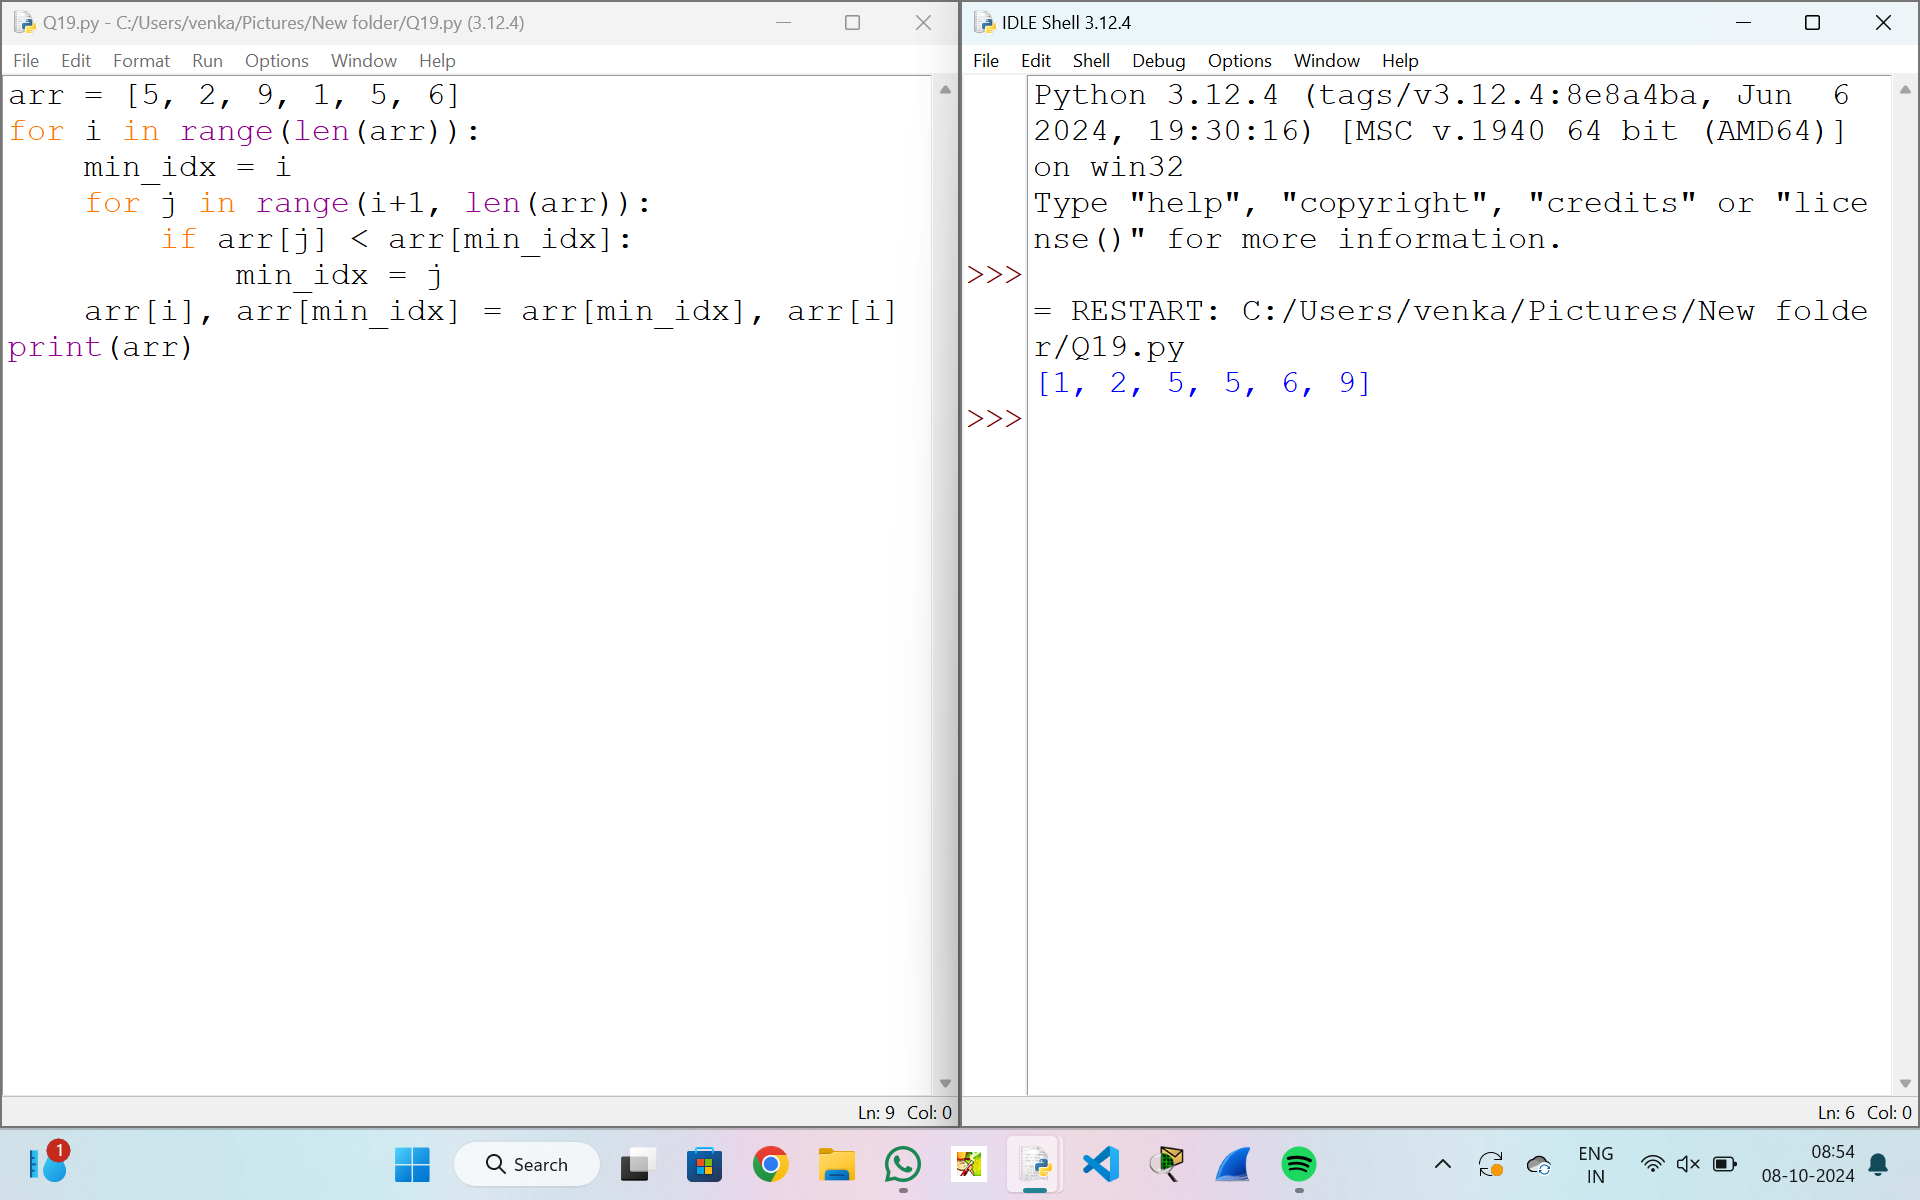 Q19.py - C:/Users/venka/Pictures/New folder/Q19.py (3.12.4)
File Edit Format Run Options Window Help
arr = [5, 2, 9, 1, 5, 6]
for i in range(len(arr)):
    min_idx = i
    for j in range(i+1, len(arr)):
        if arr[j] < arr[min_idx]:
            min_idx = j
    arr[i], arr[min_idx] = arr[min_idx], arr[i]
print(arr)
Ln: 9 Col: 0
IDLE Shell 3.12.4
File Edit Shell Debug Options Window Help
Python 3.12.4 (tags/v3.12.4:8e8a4ba, Jun  6
2024, 19:30:16) [MSC v.1940 64 bit (AMD64)]
on win32
Type "help", "copyright", "credits" or "lice
nse()" for more information.
>>>
= RESTART: C:/Users/venka/Pictures/New folde
r/Q19.py
[1, 2, 5, 5, 6, 9]
>>>
Ln: 6 Col: 0
1
Search
ENG
IN
08:54
08-10-2024